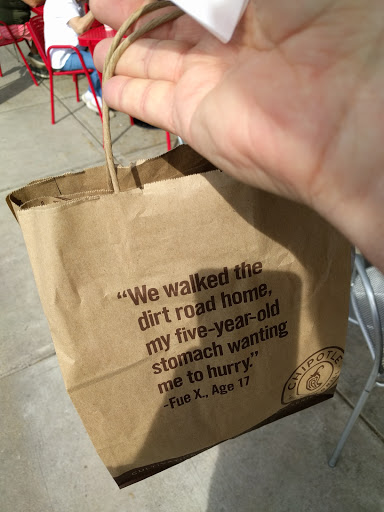 “We walked the
dirt road home,
my five-year-old
stomach wanting
me to hurry.”
-Fue X., Age 17
CHIPOTLE